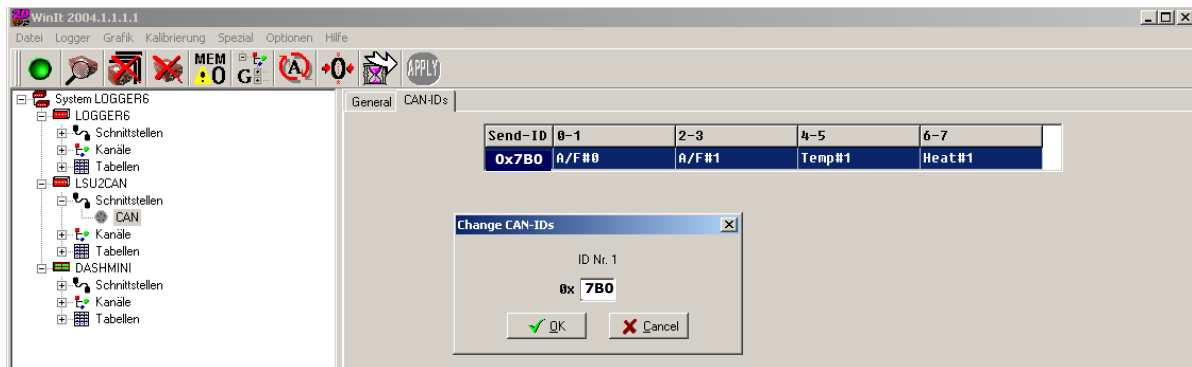 WinIt 2004.1.1.1.1
Datei Logger Grafik Kalibrierung Spezial Optionen Hilfe
MEM
!0 G A 0 APPLY
System LOGGER6
LOGGER6
Schnittstellen
Kanäle
Tabellen
LSU2CAN
Schnittstellen
CAN
Kanäle
Tabellen
DASHMINI
Schnittstellen
Kanäle
Tabellen
General CAN-IDs
Send-ID 0-1 2-3 4-5 6-7
0x7B0 A/F#0 A/F#1 Temp#1 Heat#1
Change CAN-IDs
ID Nr. 1
0x 7B0
OK Cancel